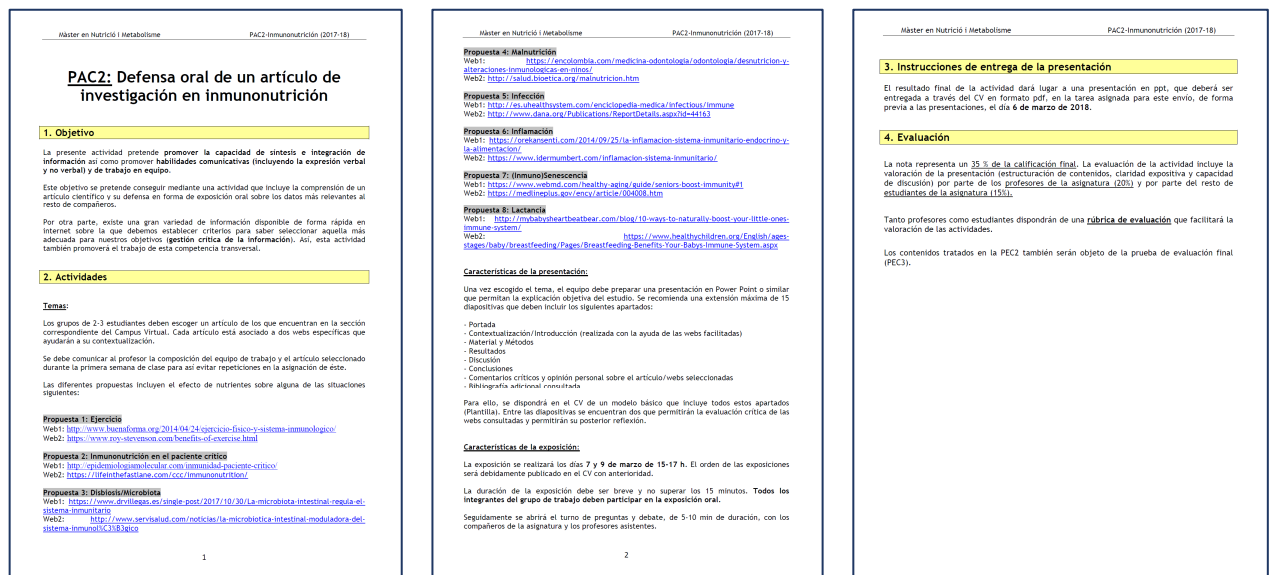 Màster en Nutrició i Metabolisme PAC2-Inmunonutrición (2017-18)
PAC2: Defensa oral de un artículo de
investigación en inmunonutrición
1. Objetivo
La presente actividad pretende promover la capacidad de síntesis e integración de
información así como promover habilidades comunicativas (incluyendo la expresión verbal
y no verbal) y de trabajo en equipo.
Este objetivo se pretende conseguir mediante una actividad que incluye la comprensión de un
artículo científico y su defensa en forma de exposición oral sobre los datos más relevantes al
resto de compañeros.
Por otra parte, existe una gran variedad de información disponible de forma rápida en
internet sobre la que debemos establecer criterios para saber seleccionar aquella más
adecuada para nuestros objetivos (gestión crítica de la información). Así, esta actividad
también promoverá el trabajo de esta competencia transversal.
2. Actividades
Temas:
Los grupos de 2-3 estudiantes deben escoger un artículo de los que encuentran en la sección
correspondiente del Campus Virtual. Cada artículo está asociado a dos webs específicas que
ayudarán a su contextualización.
Se debe comunicar al profesor la composición del equipo de trabajo y el artículo seleccionado
durante la primera semana de clase para así evitar repeticiones en la asignación de éste.
Las diferentes propuestas incluyen el efecto de nutrientes sobre alguna de las situaciones
siguientes:
Propuesta 1: Ejercicio
Web1: http://www.buenaforma.org/2014/04/24/ejercicio-fisico-y-sistema-inmunologico/
Web2: https://www.roy-stevenson.com/benefits-of-exercise.html
Propuesta 2: Inmunonutrición en el paciente crítico
Web1: http://epidemiologiamolecular.com/inmunidad-paciente-critico/
Web2: https://lifeinthefastlane.com/ccc/immunonutrition/
Propuesta 3: Disbiosis/Microbiota
Web1: https://www.drvillegas.es/single-post/2017/10/30/La-microbiota-intestinal-regula-el-
sistema-inmunitario
Web2: http://www.servisalud.com/noticias/la-microbiotica-intestinal-moduladora-del-
sistema-inmunol%C3%B3gico
1
Màster en Nutrició i Metabolisme PAC2-Inmunonutrición (2017-18)
Propuesta 4: Malnutrición
Web1: https://encolombia.com/medicina-odontologia/odontologia/desnutricion-y-
alteraciones-inmunologicas-en-ninos/
Web2: http://salud.bioetica.org/malnutricion.htm
Propuesta 5: Infección
Web1: http://es.uhealthsystem.com/enciclopedia-medica/infectious/immune
Web2: http://www.dana.org/Publications/ReportDetails.aspx?id=44163
Propuesta 6: Inflamación
Web1: https://orekansenti.com/2014/09/25/la-inflamacion-sistema-inmunitario-endocrino-y-
la-alimentacion/
Web2: https://www.idermumbert.com/inflamacion-sistema-inmunitario/
Propuesta 7: (Inmuno)Senescencia
Web1: https://www.webmd.com/healthy-aging/guide/seniors-boost-immunity#1
Web2: https://medlineplus.gov/ency/article/004008.htm
Propuesta 8: Lactancia
Web1: http://mybabysheartbeatbear.com/blog/10-ways-to-naturally-boost-your-little-ones-
immune-system/
Web2: https://www.healthychildren.org/English/ages-
stages/baby/breastfeeding/Pages/Breastfeeding-Benefits-Your-Babys-Immune-System.aspx
Características de la presentación:
Una vez escogido el tema, el equipo debe preparar una presentación en Power Point o similar
que permitan la explicación objetiva del estudio. Se recomienda una extensión máxima de 15
diapositivas que deben incluir los siguientes apartados:
- Portada
- Contextualización/Introducción (realizada con la ayuda de las webs facilitadas)
- Material y Métodos
- Resultados
- Discusión
- Conclusiones
- Comentarios críticos y opinión personal sobre el artículo/webs seleccionadas
- Bibliografía adicional consultada
Para ello, se dispondrá en el CV de un modelo básico que incluye todos estos apartados
(Plantilla). Entre las diapositivas se encuentran dos que permitirán la evaluación crítica de las
webs consultadas y permitirán su posterior reflexión.
Características de la exposición:
La exposición se realizará los días 7 y 9 de marzo de 15-17 h. El orden de las exposiciones
será debidamente publicado en el CV con anterioridad.
La duración de la exposición debe ser breve y no superar los 15 minutos. Todos los
integrantes del grupo de trabajo deben participar en la exposición oral.
Seguidamente se abrirá el turno de preguntas y debate, de 5-10 min de duración, con los
compañeros de la asignatura y los profesores asistentes.
2
Màster en Nutrició i Metabolisme PAC2-Inmunonutrición (2017-18)
3. Instrucciones de entrega de la presentación
El resultado final de la actividad dará lugar a una presentación en ppt, que deberá ser
entregada a través del CV en formato pdf, en la tarea asignada para este envío, de forma
previa a las presentaciones, el día 6 de marzo de 2018.
4. Evaluación
La nota representa un 35 % de la calificación final. La evaluación de la actividad incluye la
valoración de la presentación (estructuración de contenidos, claridad expositiva y capacidad
de discusión) por parte de los profesores de la asignatura (20%) y por parte del resto de
estudiantes de la asignatura (15%).
Tanto profesores como estudiantes dispondrán de una rúbrica de evaluación que facilitará la
valoración de las actividades.
Los contenidos tratados en la PEC2 también serán objeto de la prueba de evaluación final
(PEC3).